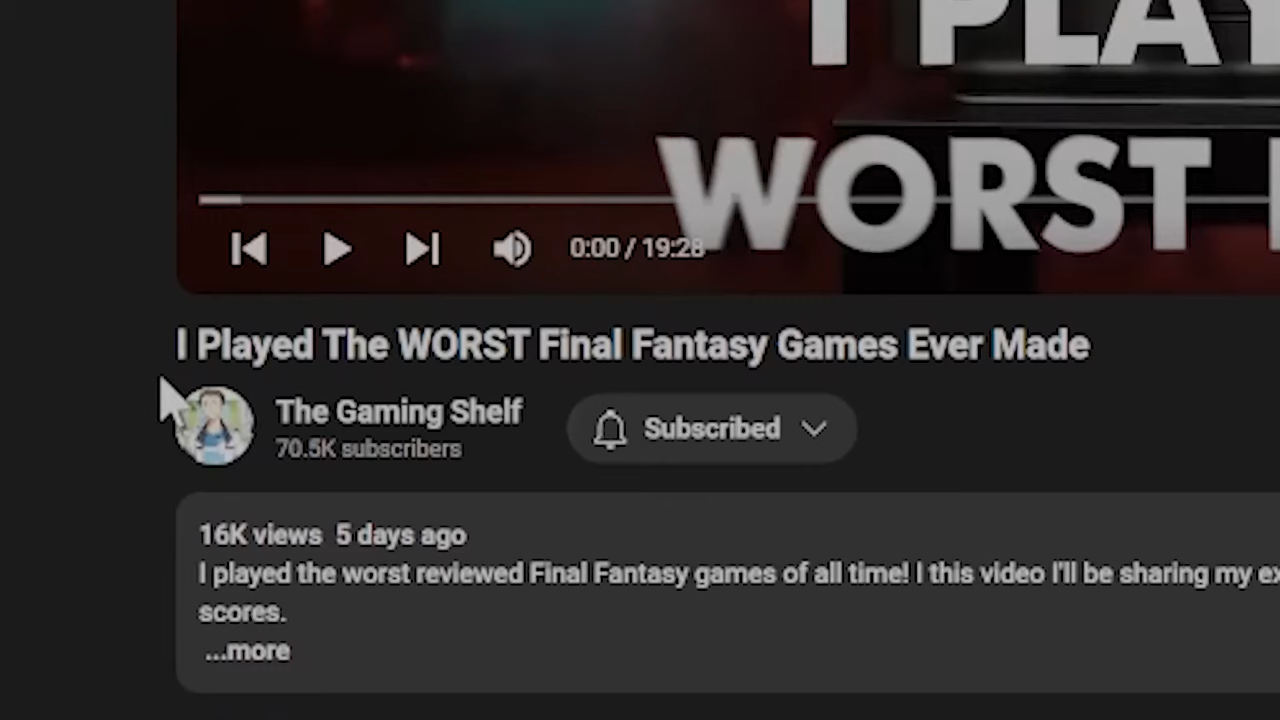 I PLAY
WORST
0:00 / 19:28
I Played The WORST Final Fantasy Games Ever Made
The Gaming Shelf
70.5K subscribers
Subscribed
16K views 5 days ago
I played the worst reviewed Final Fantasy games of all time! I this video I'll be sharing my ex
scores.
...more